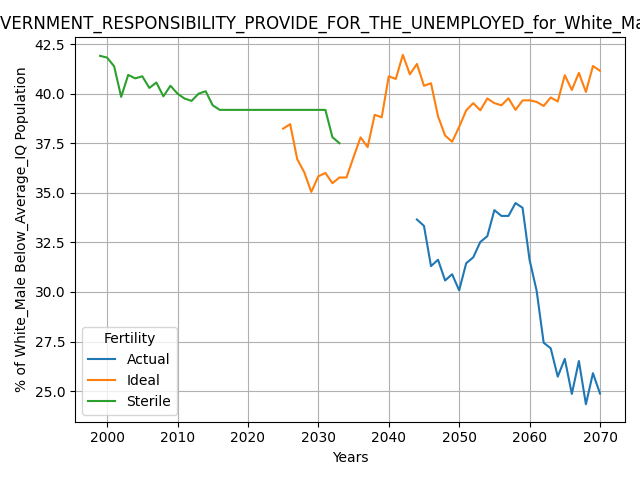 VERNMENT_RESPONSIBILITY_PROVIDE_FOR_THE_UNEMPLOYED_for_White_Ma
% of White_Male Below_Average_IQ Population
42.5
40.0
37.5
35.0
32.5
30.0
27.5
25.0
Fertility
Actual
Ideal
Sterile
2000 2010 2020 2030 2040 2050 2060 2070
Years